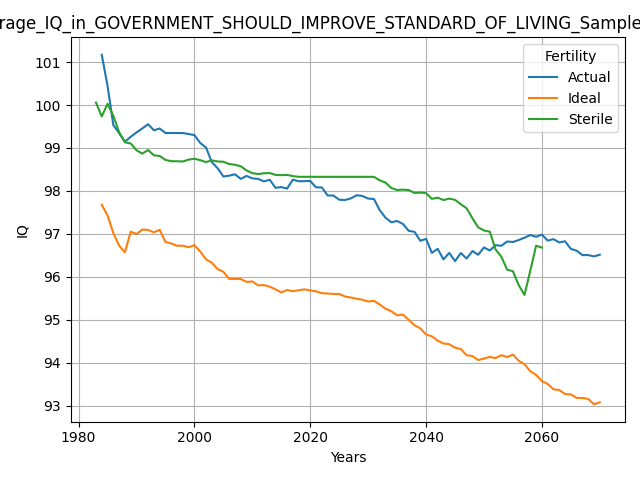 rage_IQ_in_GOVERNMENT_SHOULD_IMPROVE_STANDARD_OF_LIVING_Sample
Fertility
Actual
Ideal
Sterile
IQ
101
100
99
98
97
96
95
94
93
1980
2000
2020
2040
2060
Years